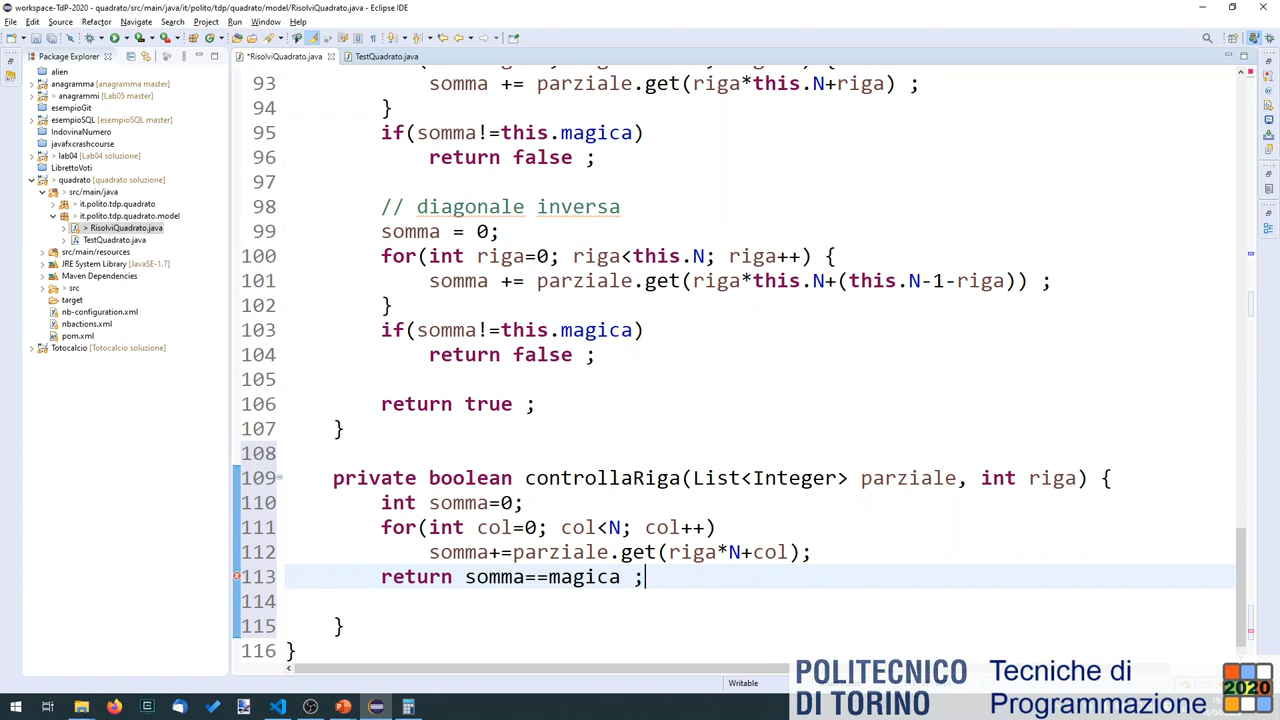 workspace-TdP-2020 - quadrato/src/main/java/it/polito/tdp/quadrato/model/RisolviQuadrato.java - Eclipse IDE
File Edit Source Refactor Navigate Search Project Run Window Help
Package Explorer
*RisolviQuadrato.java
TestQuadrato.java
alien
anagramma [anagramma master]
> anagrammi [Lab05 master]
esempioGit
esempioSQL [esempioSQL master]
IndovinaNumero
javafxcrashcourse
> lab04 [Lab04 soluzione]
LibrettoVoti
> quadrato [quadrato soluzione]
> src/main/java
> it.polito.tdp.quadrato
> it.polito.tdp.quadrato.model
> RisolviQuadrato.java
TestQuadrato.java
src/main/resources
JRE System Library [JavaSE-1.7]
Maven Dependencies
> src
target
nb-configuration.xml
nbactions.xml
pom.xml
Totocalcio [Totocalcio soluzione]
93 somma += parziale.get(riga*this.N+riga) ;
94 }
95 if(somma!=this.magica)
96 return false ;
97
98 // diagonale inversa
99 somma = 0;
100 for(int riga=0; riga<this.N; riga++) {
101 somma += parziale.get(riga*this.N+(this.N-1-riga)) ;
102 }
103 if(somma!=this.magica)
104 return false ;
105
106 return true ;
107 }
108
109 private boolean controllaRiga(List<Integer> parziale, int riga) {
110 int somma=0;
111 for(int col=0; col<N; col++)
112 somma+=parziale.get(riga*N+col);
113 return somma==magica ;
114
115 }
116 }
Writable
POLITECNICO
DI TORINO
Tecniche di
Programmazione
2020